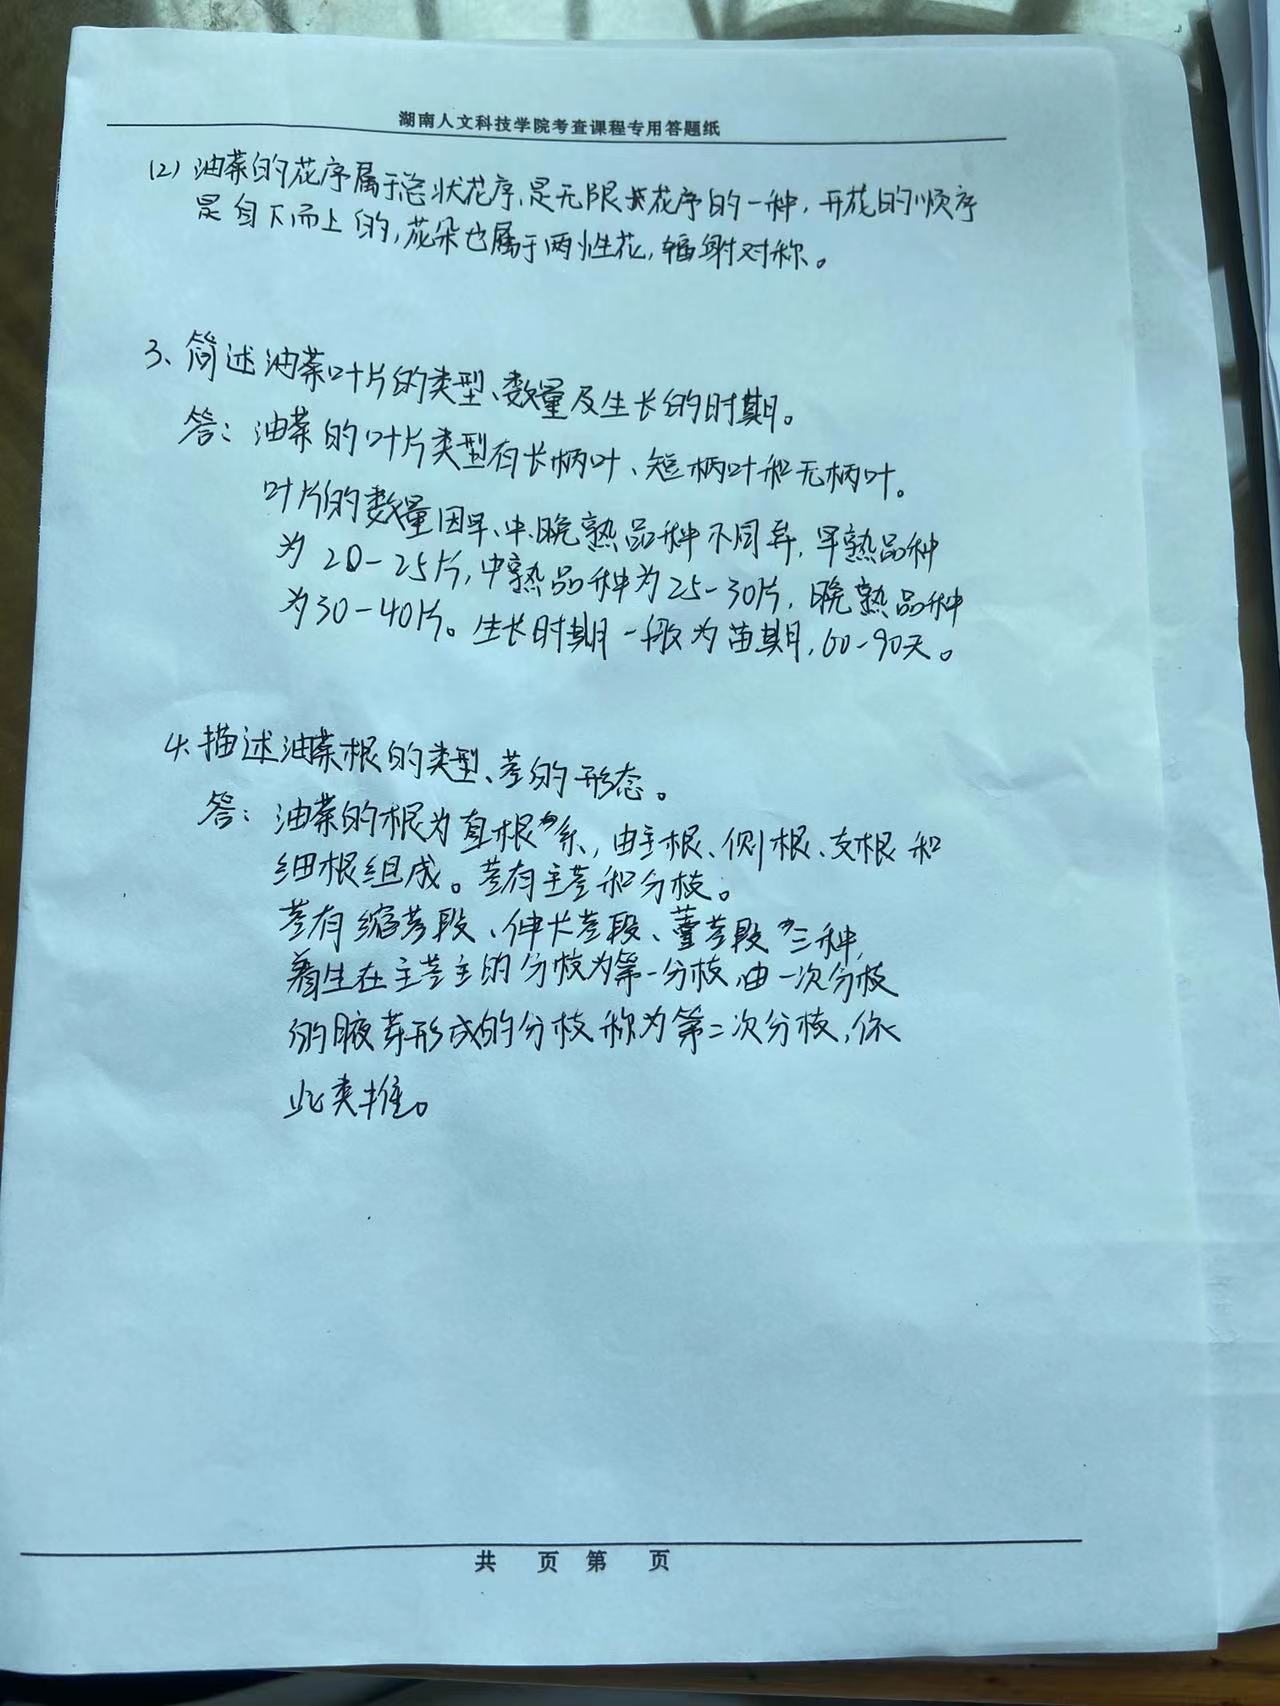 湖南人文科技学院考查课程专用答题纸
(2) 油菜的花序属于总状花序,是无限花序的一种,开花的顺序
是自下而上的,花朵也属于两性花,辐射对称。
3、简述油菜叶片的类型、数量及生长的时期。
答:油菜的叶片类型有长柄叶、短柄叶和无柄叶。
叶片的数量因早、中、晚熟品种不同异,早熟品种
为20-25片,中熟品种为25-30片,晚熟品种
为30-40片。生长时期一般为苗期,60-90天。
4、描述油菜根的类型、茎的形态。
答:油菜的根为直根系,由主根、侧根、支根和
细根组成。茎有主茎和分枝。
茎有缩茎段、伸长茎段、薹茎段三种,
着生在主茎主的分枝为第一分枝,由一次分枝
的腋芽形成的分枝称为第二次分枝,依
此类推。
共 页 第 页